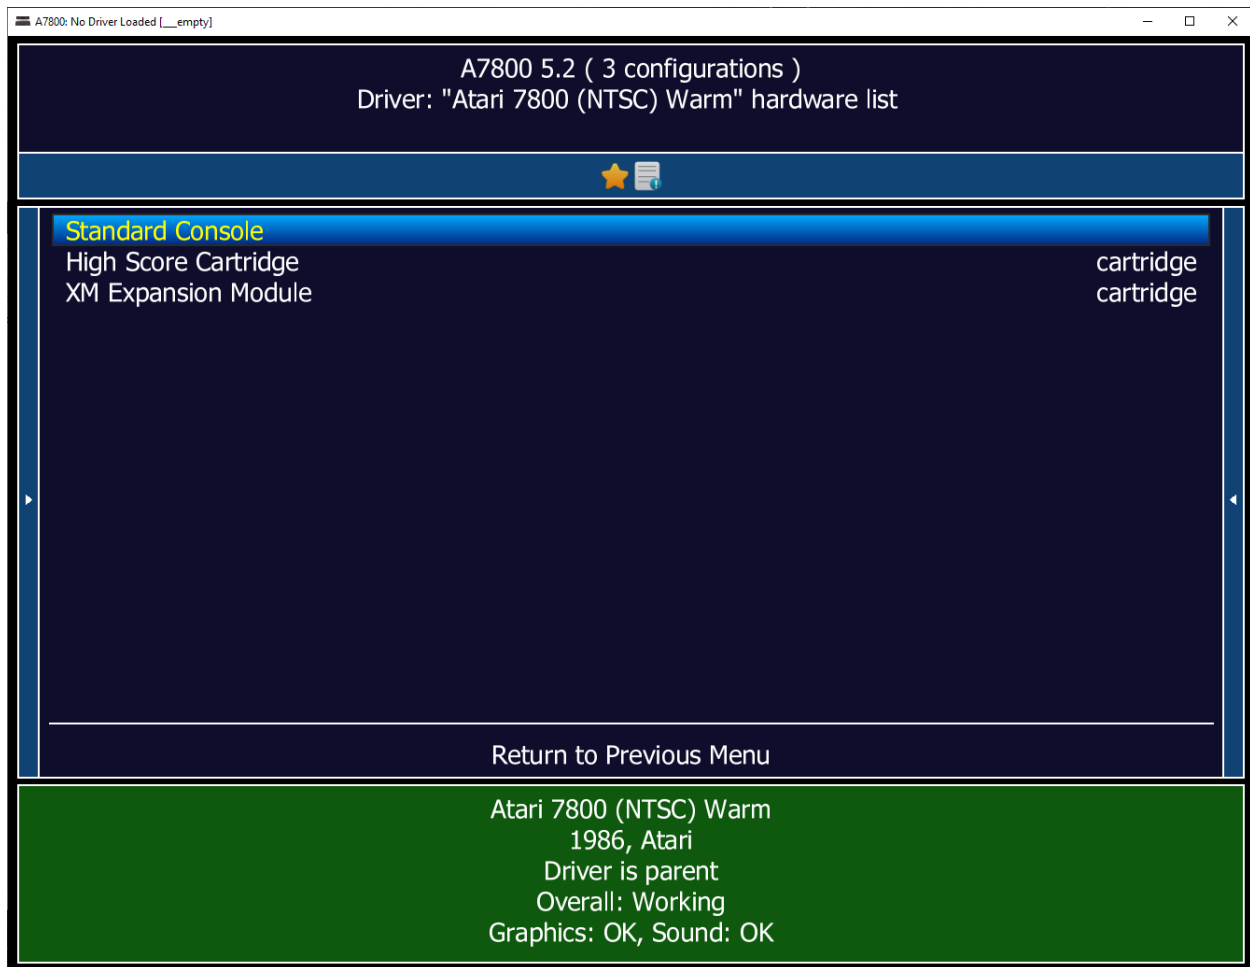 A7800: No Driver Loaded [___empty]
A7800 5.2 ( 3 configurations )
Driver: "Atari 7800 (NTSC) Warm" hardware list
Standard Console
High Score Cartridge cartridge
XM Expansion Module cartridge
Return to Previous Menu
Atari 7800 (NTSC) Warm
1986, Atari
Driver is parent
Overall: Working
Graphics: OK, Sound: OK